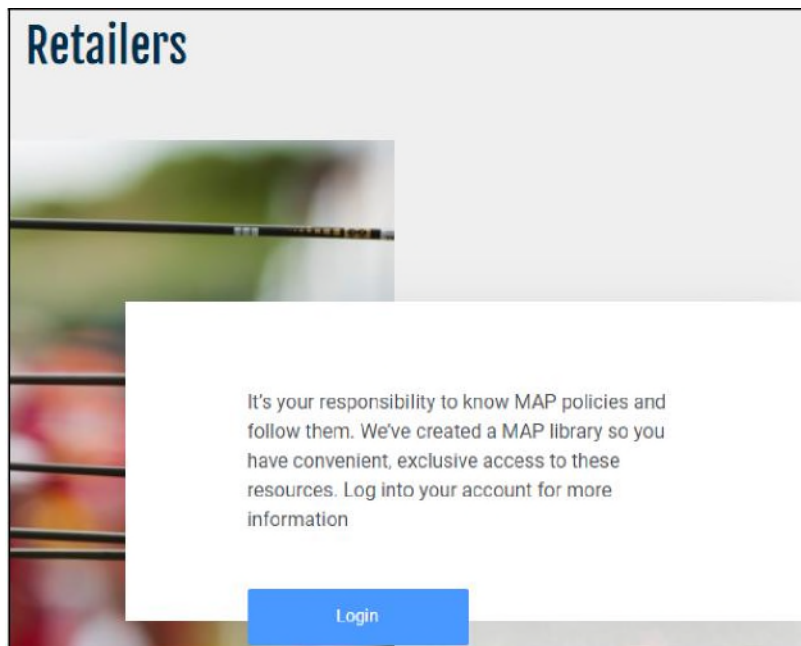 Retailers
It's your responsibility to know MAP policies and
follow them. We've created a MAP library so you
have convenient, exclusive access to these
resources. Log into your account for more
information
Login